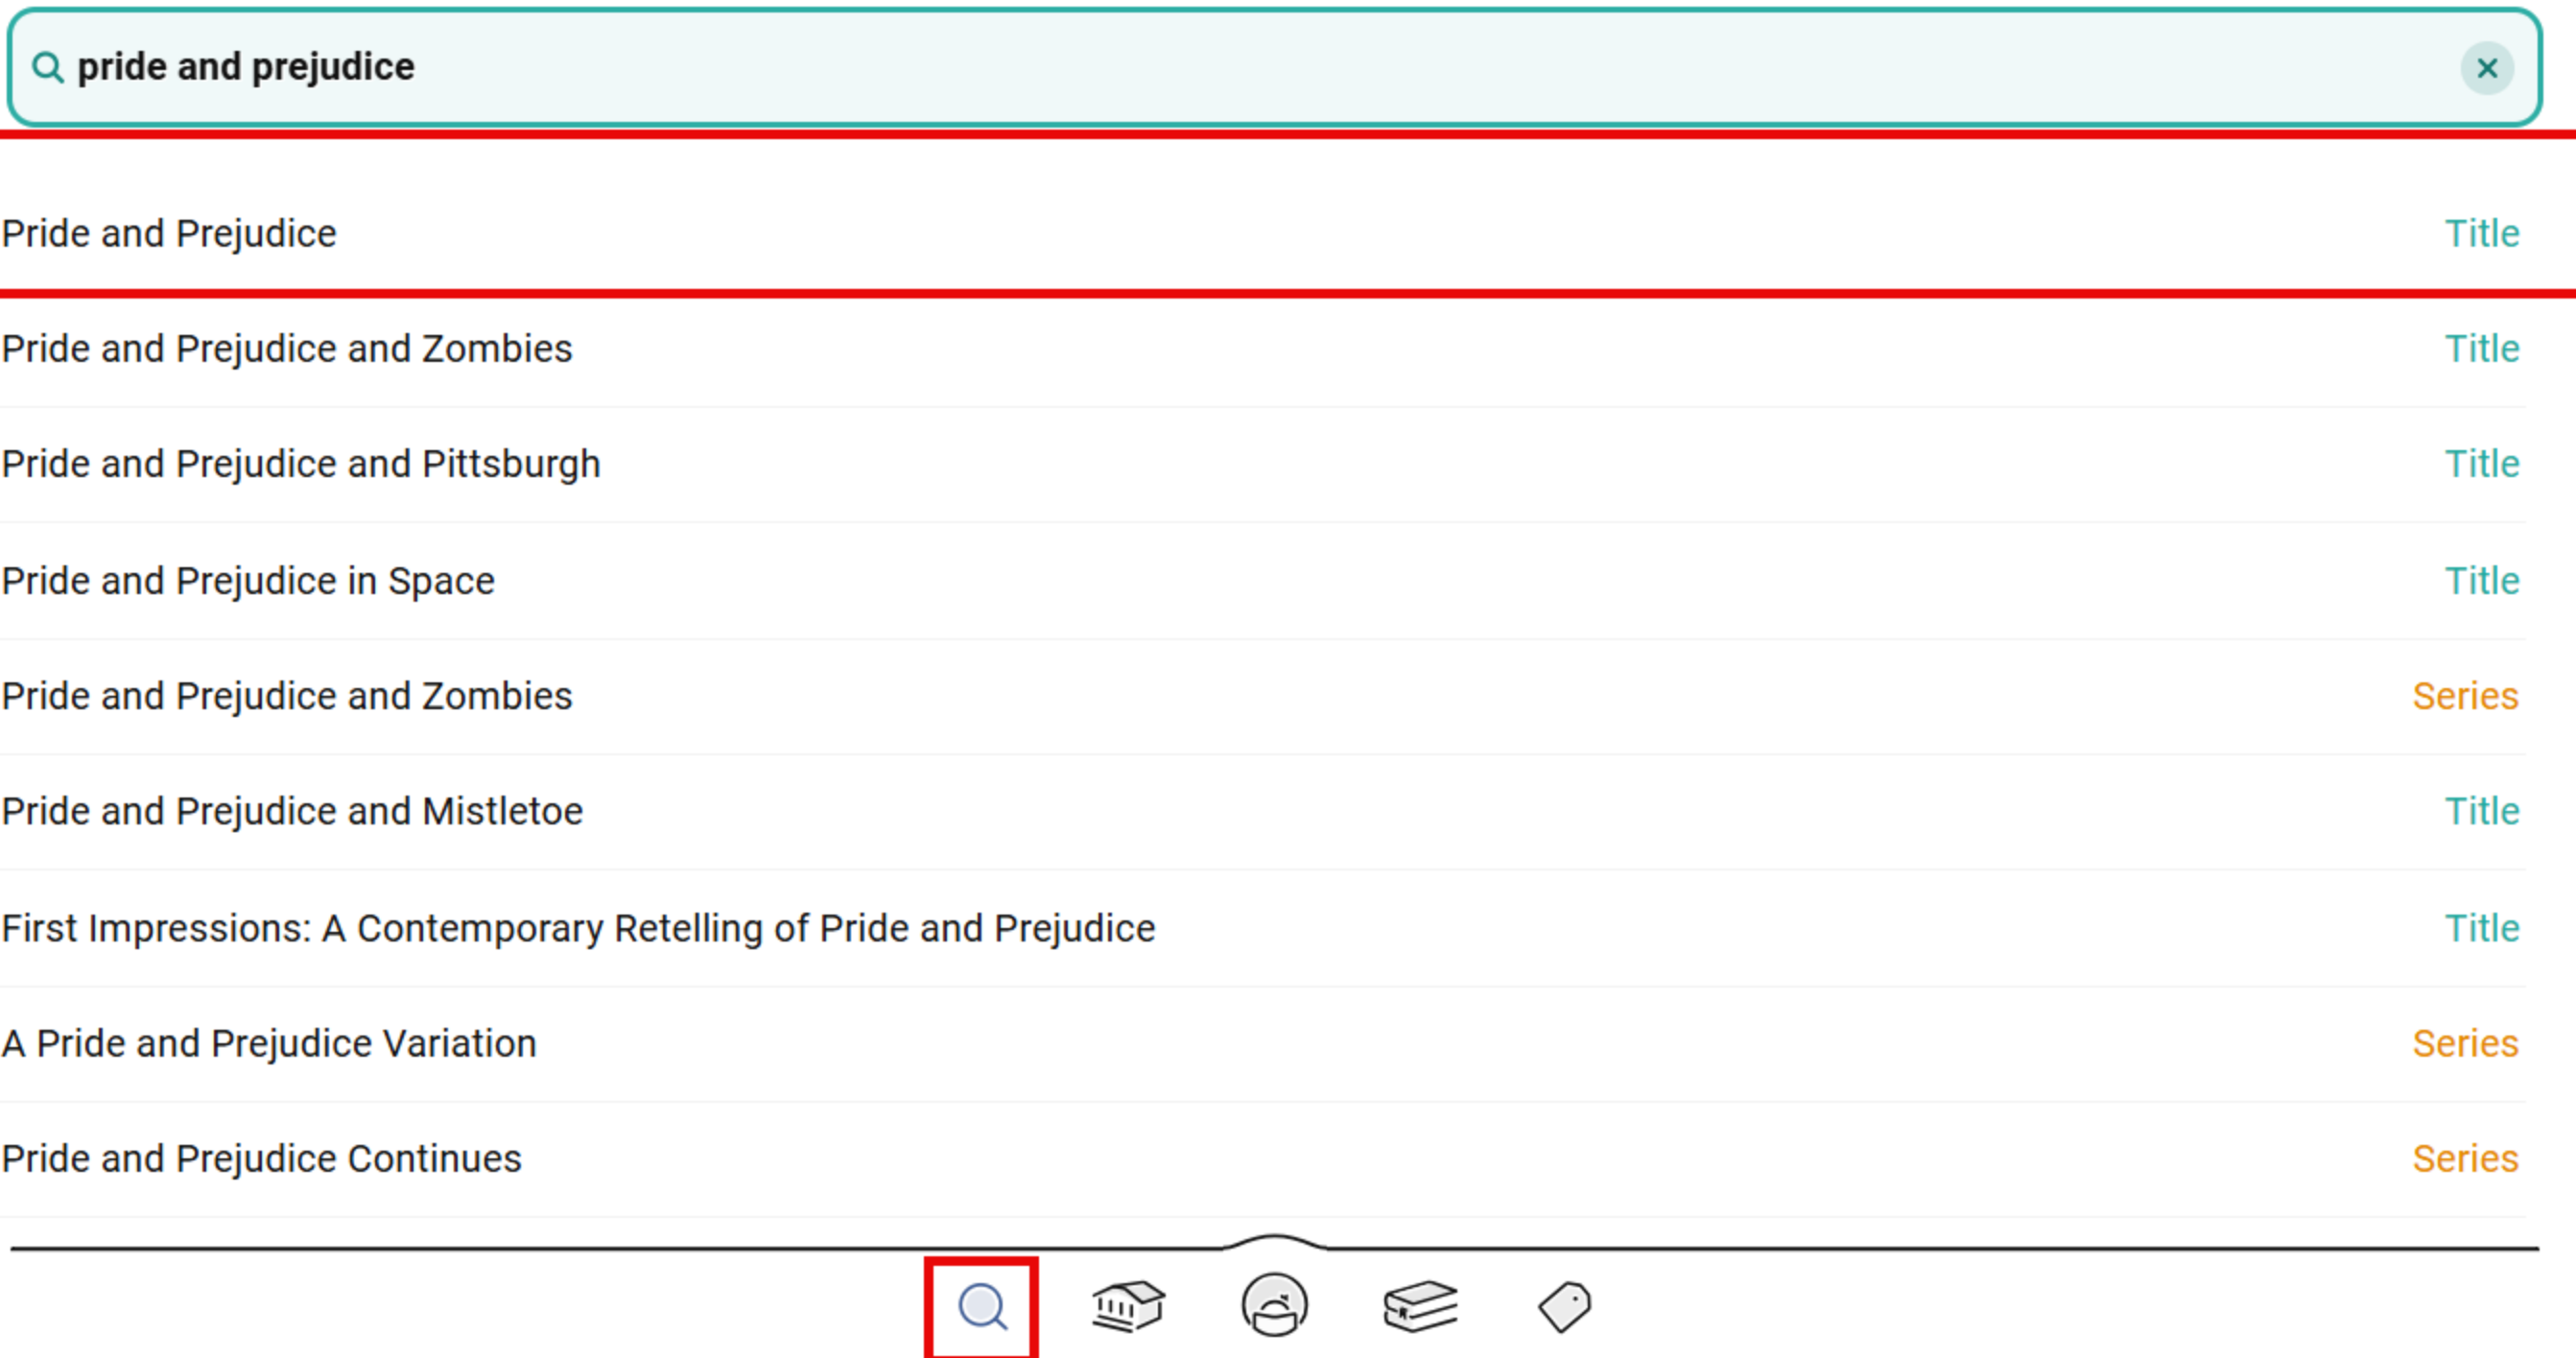 pride and prejudice
Pride and Prejudice Title
Pride and Prejudice and Zombies Title
Pride and Prejudice and Pittsburgh Title
Pride and Prejudice in Space Title
Pride and Prejudice and Zombies Series
Pride and Prejudice and Mistletoe Title
First Impressions: A Contemporary Retelling of Pride and Prejudice Title
A Pride and Prejudice Variation Series
Pride and Prejudice Continues Series